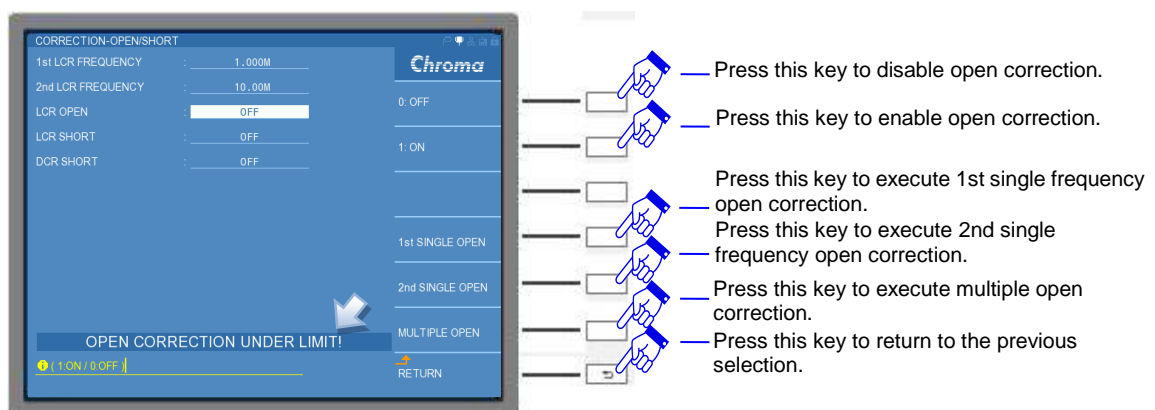 CORRECTION-OPEN/SHORT
1st LCR FREQUENCY : 1.000M
2nd LCR FREQUENCY : 10.00M
LCR OPEN : OFF
LCR SHORT : OFF
DCR SHORT : OFF
OPEN CORRECTION UNDER LIMIT!
( 1:ON / 0:OFF )
Chroma
0: OFF
1: ON
1st SINGLE OPEN
2nd SINGLE OPEN
MULTIPLE OPEN
RETURN
Press this key to disable open correction.
Press this key to enable open correction.
Press this key to execute 1st single frequency
open correction.
Press this key to execute 2nd single
frequency open correction.
Press this key to execute multiple open
correction.
Press this key to return to the previous
selection.